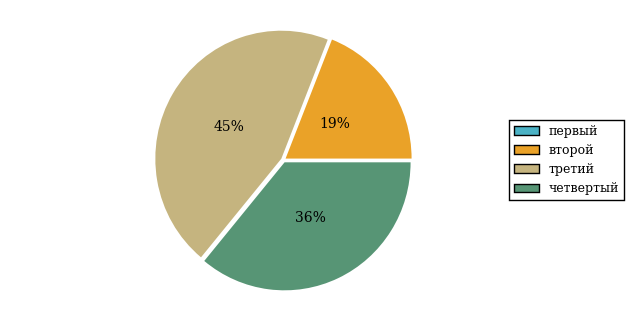 45%
19%
36%
первый
второй
третий
четвертый